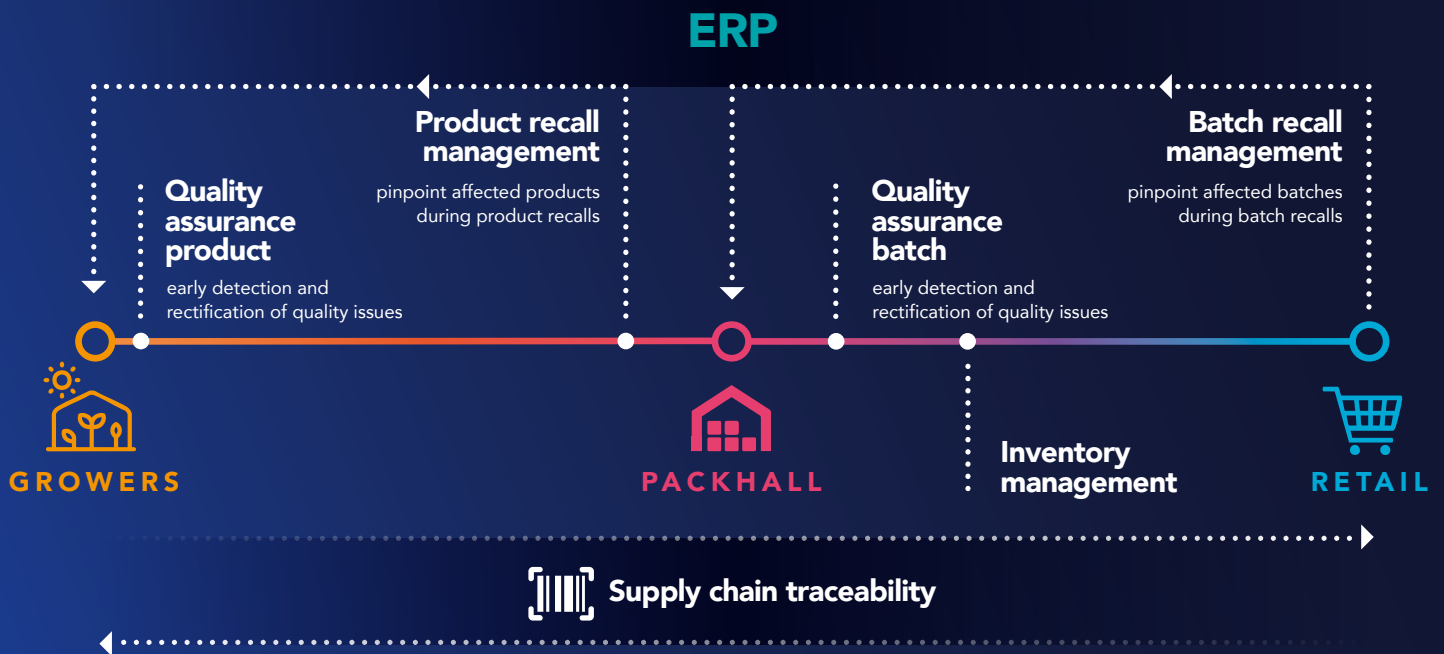 ERP
Product recall
management
pinpoint affected products
during product recalls
Batch recall
management
pinpoint affected batches
during batch recalls
Quality
assurance
product
early detection and
rectification of quality issues
Quality
assurance
batch
early detection and
rectification of quality issues
GROWERS
PACKHALL
Inventory
management
RETAIL
Supply chain traceability